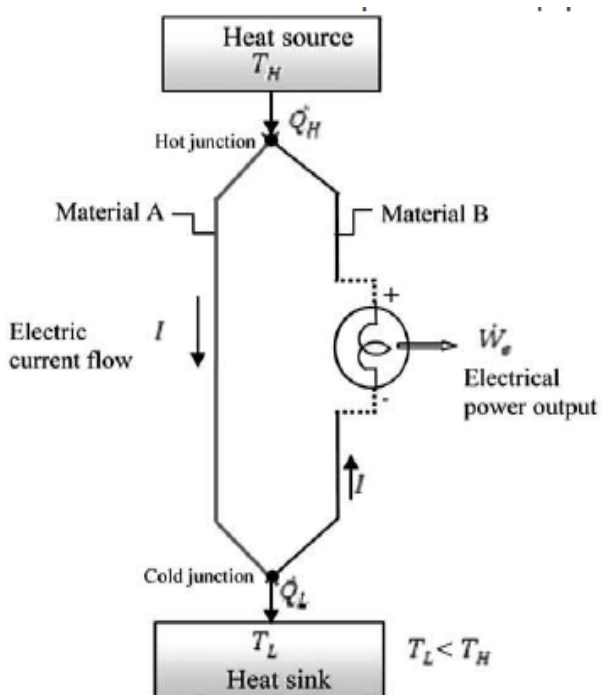 Heat source
T_H
Q̇_H
Hot junction
Material A
Material B
+
Electric
current flow
I
Ẇ_e
Electrical
power output
-
I
Cold junction
Q̇_L
T_L
Heat sink
T_L < T_H